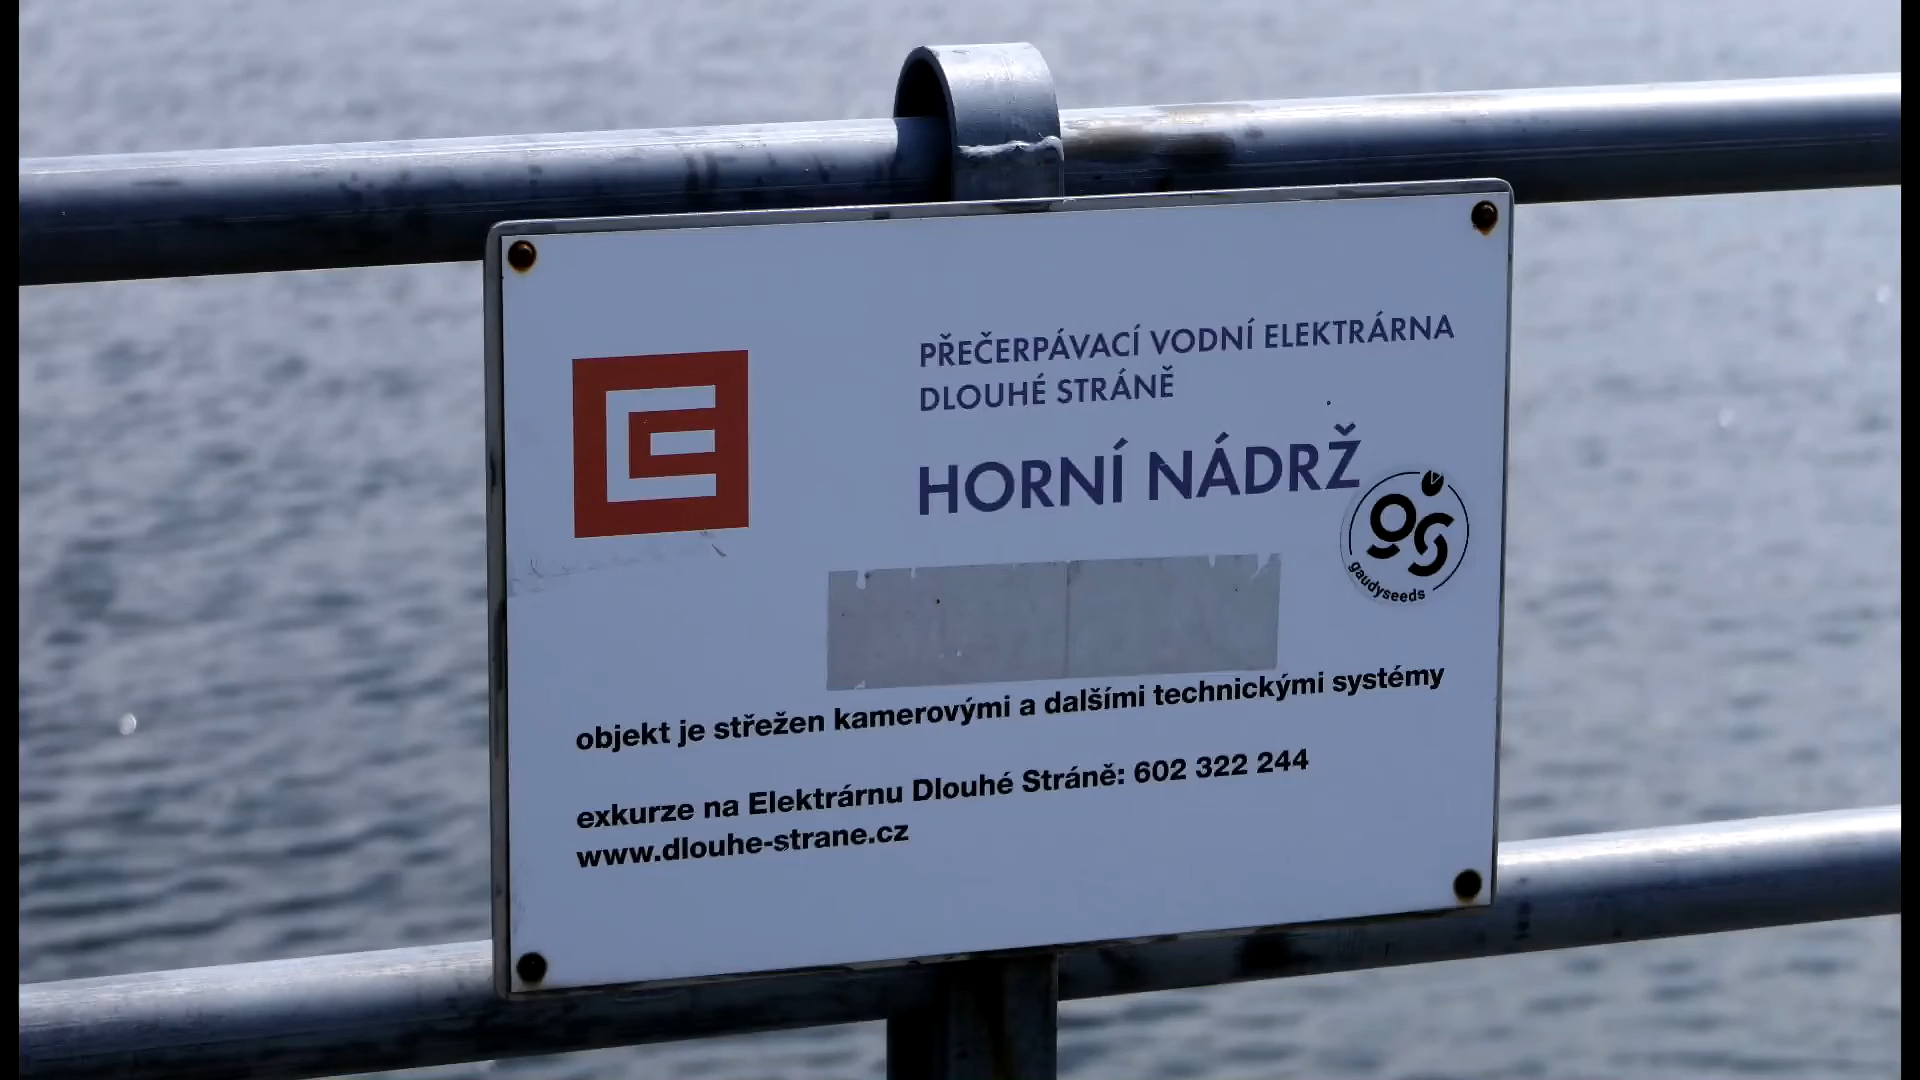 PŘEČERPÁVACÍ VODNÍ ELEKTRÁRNA
DLOUHÉ STRÁNĚ
HORNÍ NÁDRŽ
gs
gaudyseeds
objekt je střežen kamerovými a dalšími technickými systémy
exkurze na Elektrárnu Dlouhé Stráně: 602 322 244
www.dlouhe-strane.cz